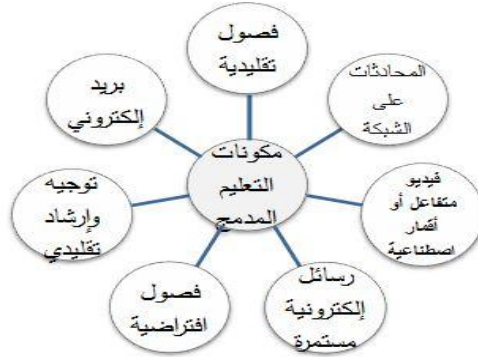 فصول
تقليدية
المحادثات
على
الشبكة
بريد
إلكتروني
مكونات
التعليم
المدمج
فيديو
متفاعل أو
أقمار
اصطناعية
توجيه
وإرشاد
تقليدي
رسائل
إلكترونية
مستمرة
فصول
افتراضية